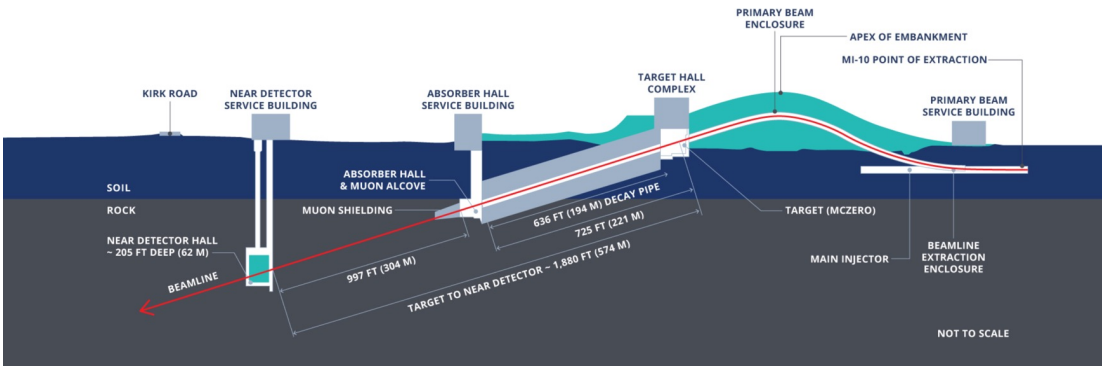 PRIMARY BEAM
ENCLOSURE
APEX OF EMBANKMENT
MI-10 POINT OF EXTRACTION
KIRK ROAD
NEAR DETECTOR
SERVICE BUILDING
ABSORBER HALL
SERVICE BUILDING
TARGET HALL
COMPLEX
PRIMARY BEAM
SERVICE BUILDING
ABSORBER HALL
& MUON ALCOVE
SOIL
ROCK
MUON SHIELDING
636 FT (194 M) DECAY PIPE
725 FT (221 M)
TARGET (MCZERO)
NEAR DETECTOR HALL
~ 205 FT DEEP (62 M)
BEAMLINE
997 FT (304 M)
TARGET TO NEAR DETECTOR ~ 1,880 FT (574 M)
MAIN INJECTOR
BEAMLINE
EXTRACTION
ENCLOSURE
NOT TO SCALE